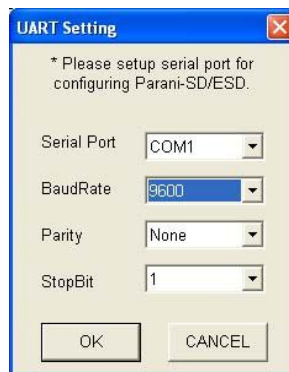 UART Setting
* Please setup serial port for
configuring Parani-SD/ESD.
Serial Port COM1
BaudRate 9600
Parity None
StopBit 1
OK CANCEL